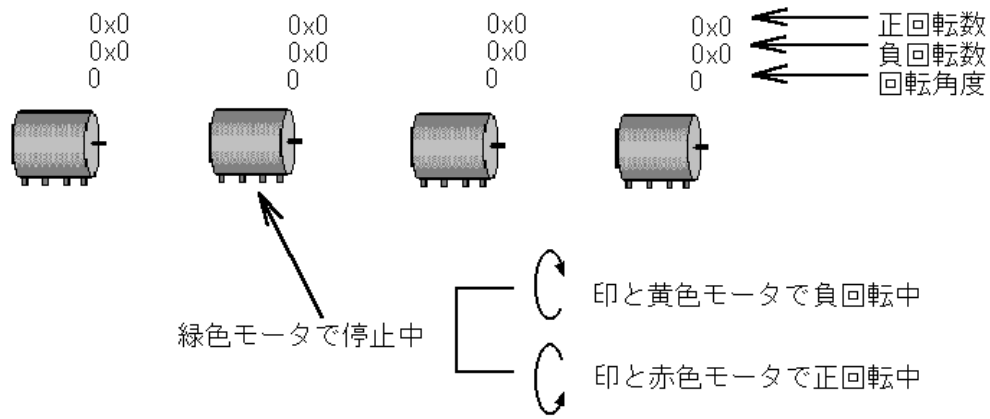 0x0 0x0 0x0 0x0 正回転数
0x0 0x0 0x0 0x0 負回転数
0 0 0 0 回転角度
印と黄色モータで負回転中
緑色モータで停止中
印と赤色モータで正回転中